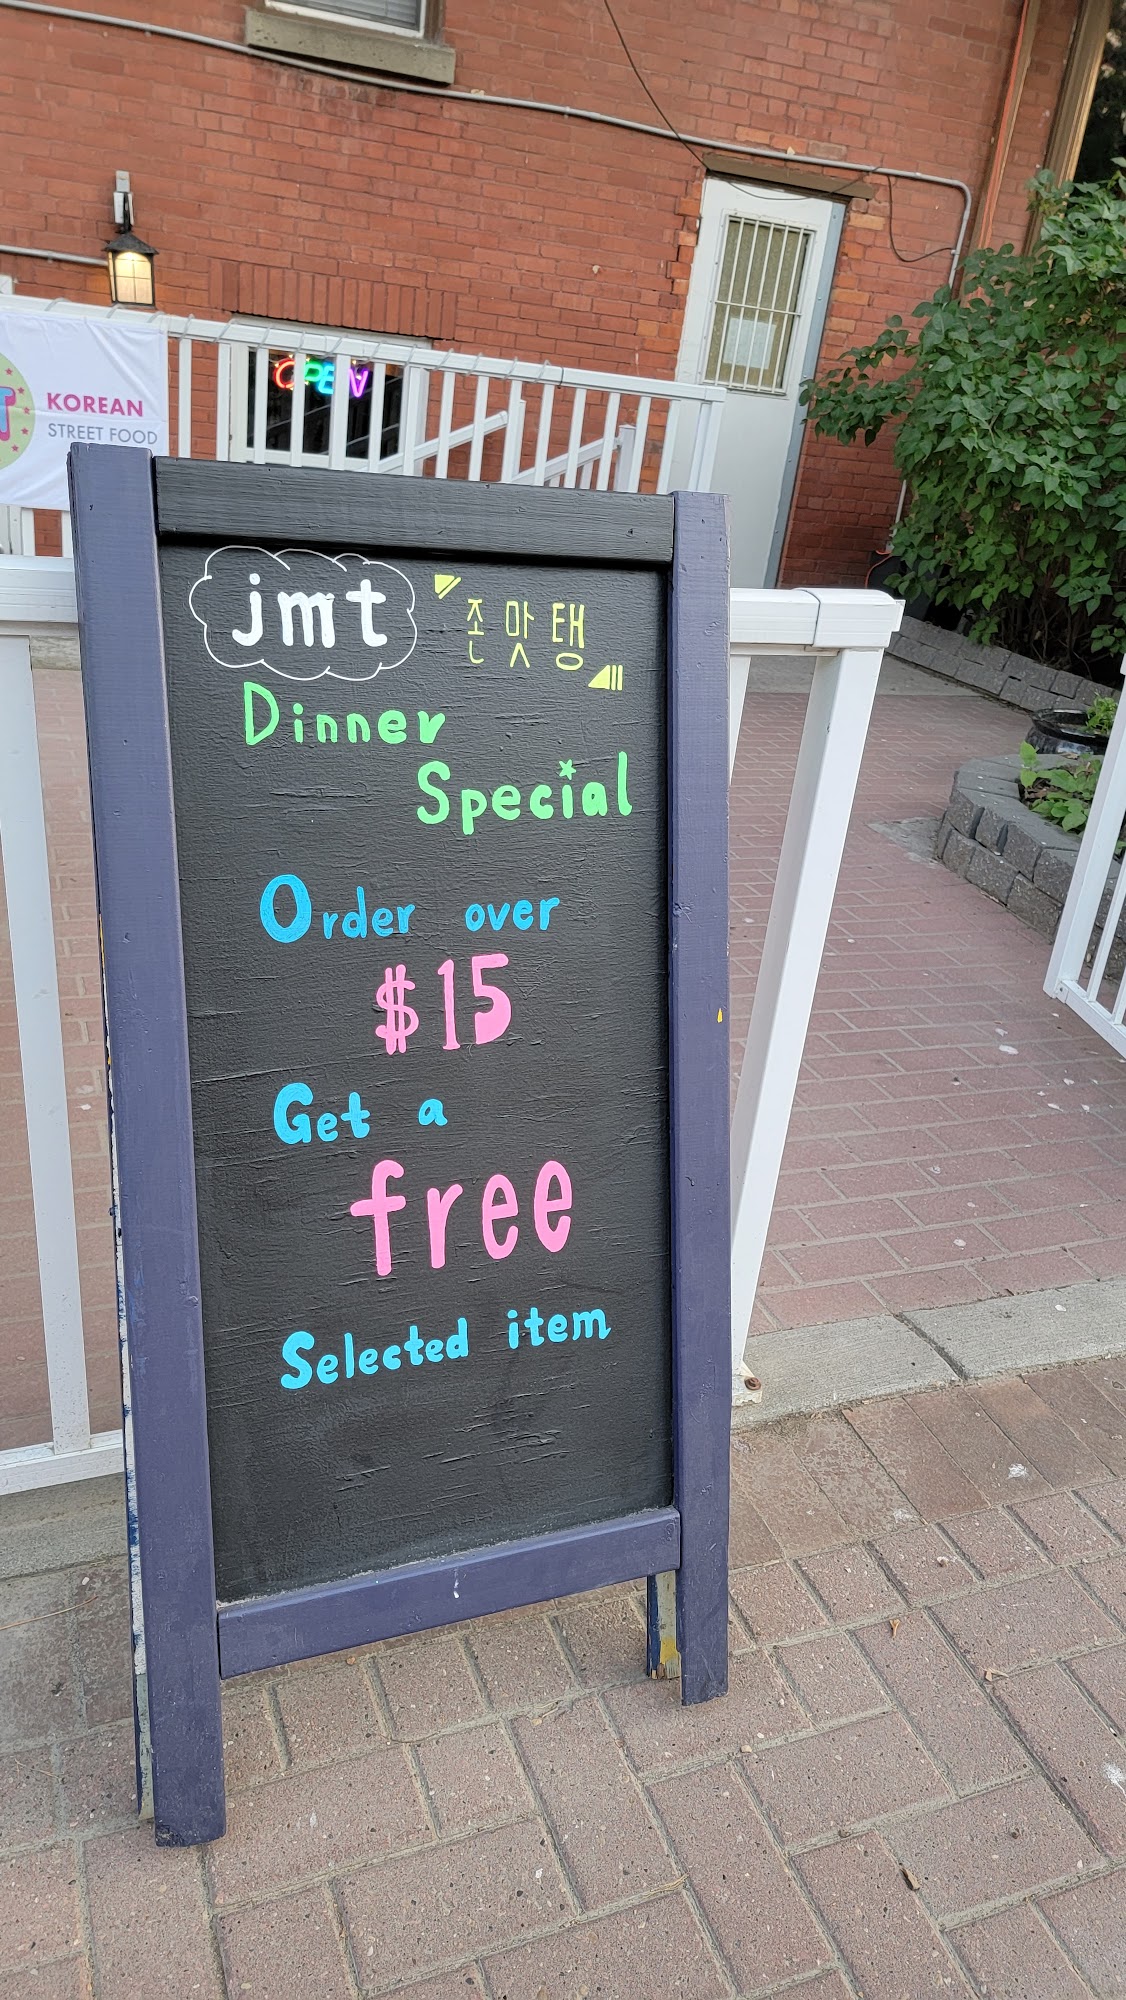 OPEN
KOREAN
STREET FOOD
jmt 존맛탱
Dinner
Special
Order over
$15
Get a
free
Selected item